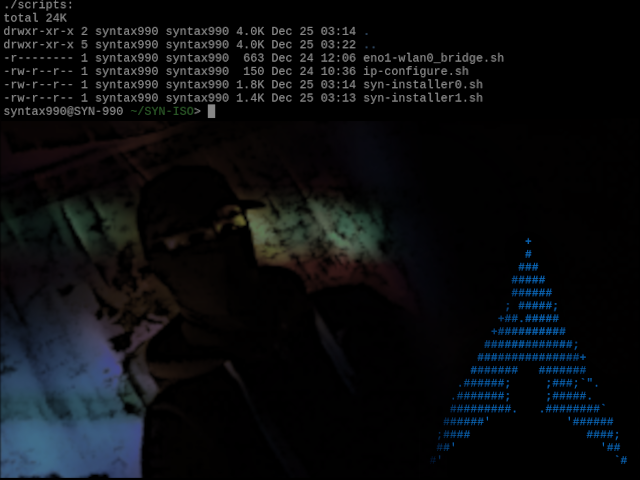 ./scripts:
total 24K
drwxr-xr-x 2 syntax990 syntax990 4.0K Dec 25 03:14 .
drwxr-xr-x 5 syntax990 syntax990 4.0K Dec 25 03:22 ..
-r-------- 1 syntax990 syntax990  663 Dec 24 12:06 eno1-wlan0_bridge.sh
-rw-r--r-- 1 syntax990 syntax990  150 Dec 24 10:36 ip-configure.sh
-rw-r--r-- 1 syntax990 syntax990 1.8K Dec 25 03:14 syn-installer0.sh
-rw-r--r-- 1 syntax990 syntax990 1.4K Dec 25 03:13 syn-installer1.sh
syntax990@SYN-990 ~/SYN-ISO>